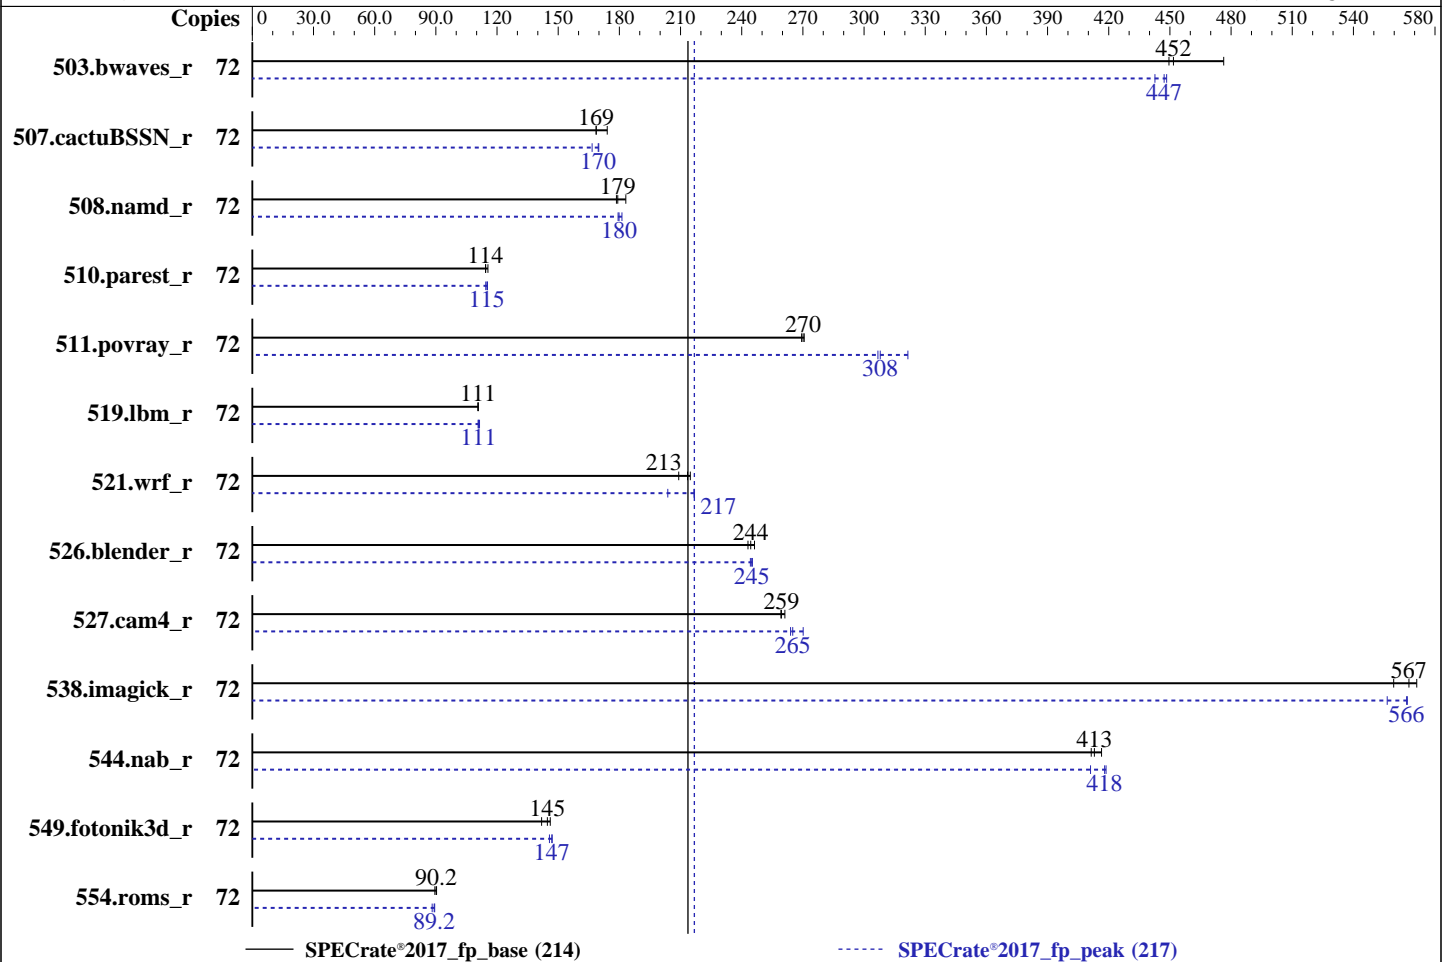 Copies 0 30.0 60.0 90.0 120 150 180 210 240 270 300 330 360 390 420 450 480 510 540 580
503.bwaves_r 72 452
447
507.cactuBSSN_r 72 169
170
508.namd_r 72 179
180
510.parest_r 72 114
115
511.povray_r 72 270
308
519.lbm_r 72 111
111
521.wrf_r 72 213
217
526.blender_r 72 244
245
527.cam4_r 72 259
265
538.imagick_r 72 567
566
544.nab_r 72 413
418
549.fotonik3d_r 72 145
147
554.roms_r 72 90.2
89.2
SPECrate®2017_fp_base (214) SPECrate®2017_fp_peak (217)